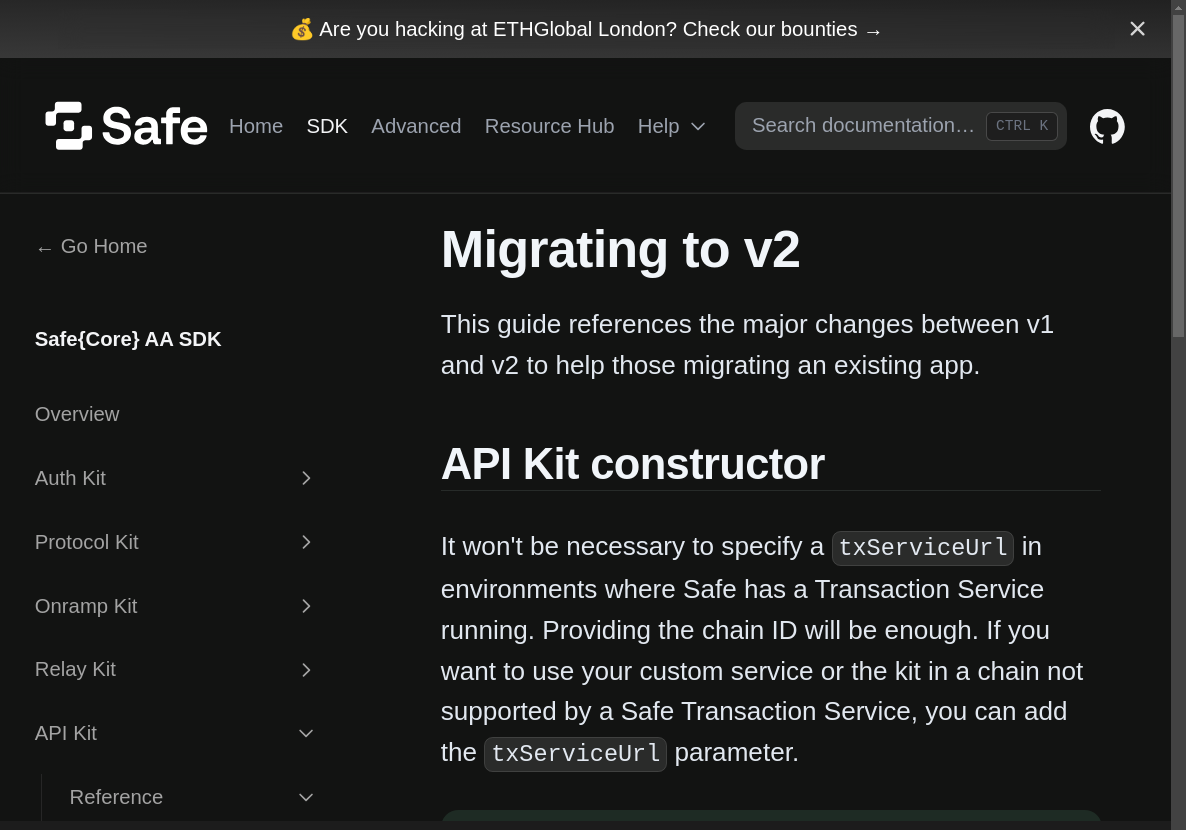 💰 Are you hacking at ETHGlobal London? Check our bounties →
Safe
Home
SDK
Advanced
Resource Hub
Help
Search documentation…
CTRL K
← Go Home
Safe{Core} AA SDK
Overview
Auth Kit
Protocol Kit
Onramp Kit
Relay Kit
API Kit
Reference
Migrating to v2
This guide references the major changes between v1
and v2 to help those migrating an existing app.
API Kit constructor
It won't be necessary to specify a txServiceUrl in
environments where Safe has a Transaction Service
running. Providing the chain ID will be enough. If you
want to use your custom service or the kit in a chain not
supported by a Safe Transaction Service, you can add
the txServiceUrl parameter.